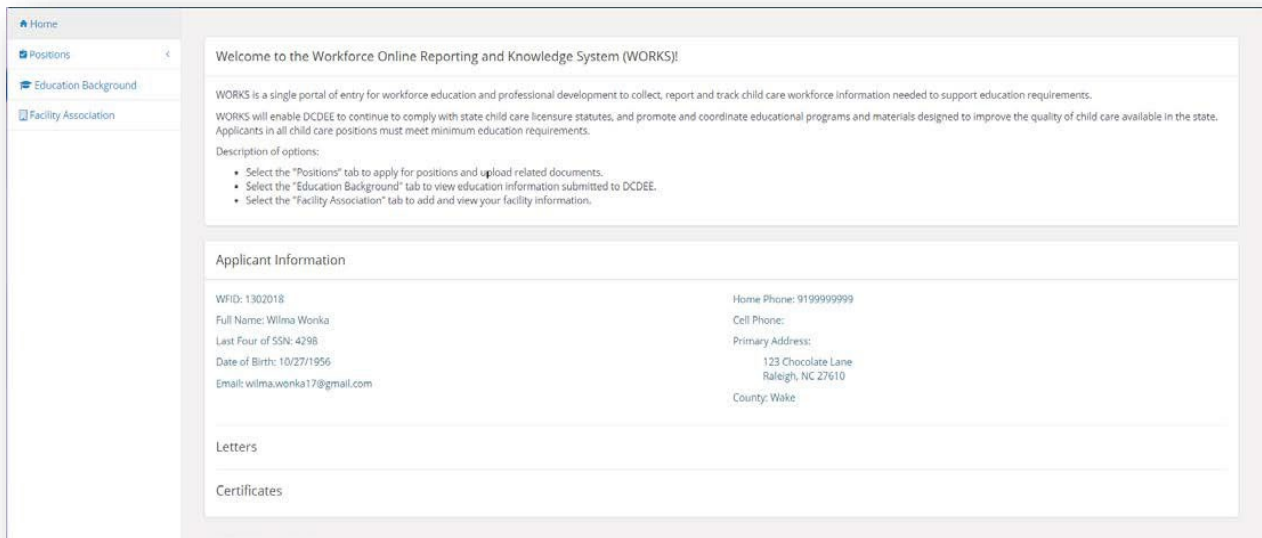 Home
Positions
Education Background
Facility Association
Welcome to the Workforce Online Reporting and Knowledge System (WORKS)!
WORKS is a single portal of entry for workforce education and professional development to collect, report and track child care workforce information needed to support education requirements.
WORKS will enable DCDEE to continue to comply with state child care licensure statutes, and promote and coordinate educational programs and materials designed to improve the quality of child care available in the state.
Applicants in all child care positions must meet minimum education requirements.
Description of options:
• Select the "Positions" tab to apply for positions and upload related documents.
• Select the "Education Background" tab to view education information submitted to DCDEE.
• Select the "Facility Association" tab to add and view your facility information.
Applicant Information
WFID: 1302018
Full Name: Wilma Wonka
Last Four of SSN: 4298
Date of Birth: 10/27/1956
Email: wilma.wonka17@gmail.com
Home Phone: 9199999999
Cell Phone:
Primary Address:
123 Chocolate Lane
Raleigh, NC 27610
County: Wake
Letters
Certificates